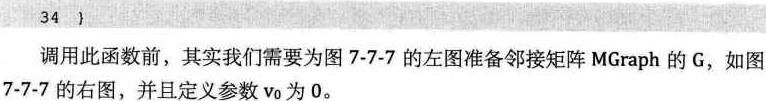 34 }
调用此函数前，其实我们需要为图 7-7-7 的左图准备邻接矩阵 MGraph 的 G，如图
7-7-7 的右图，并且定义参数 v₀ 为 0。